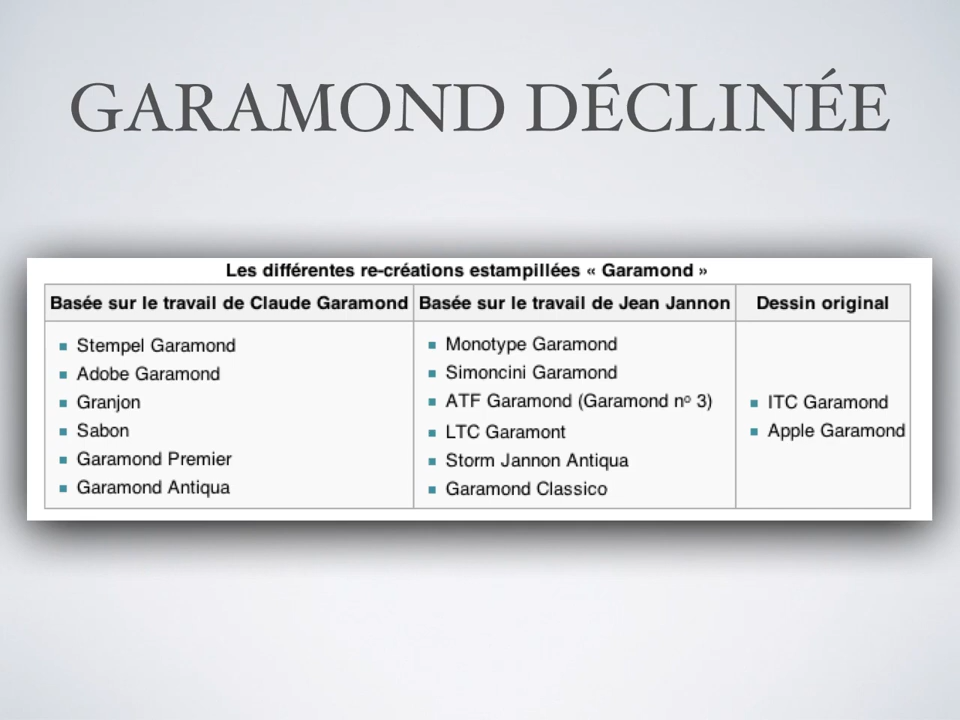 GARAMOND DÉCLINÉE
Les différentes re-créations estampillées « Garamond »
Basée sur le travail de Claude Garamond
Stempel Garamond
Adobe Garamond
Granjon
Sabon
Garamond Premier
Garamond Antiqua
Basée sur le travail de Jean Jannon
Monotype Garamond
Simoncini Garamond
ATF Garamond (Garamond nº 3)
LTC Garamont
Storm Jannon Antiqua
Garamond Classico
Dessin original
ITC Garamond
Apple Garamond